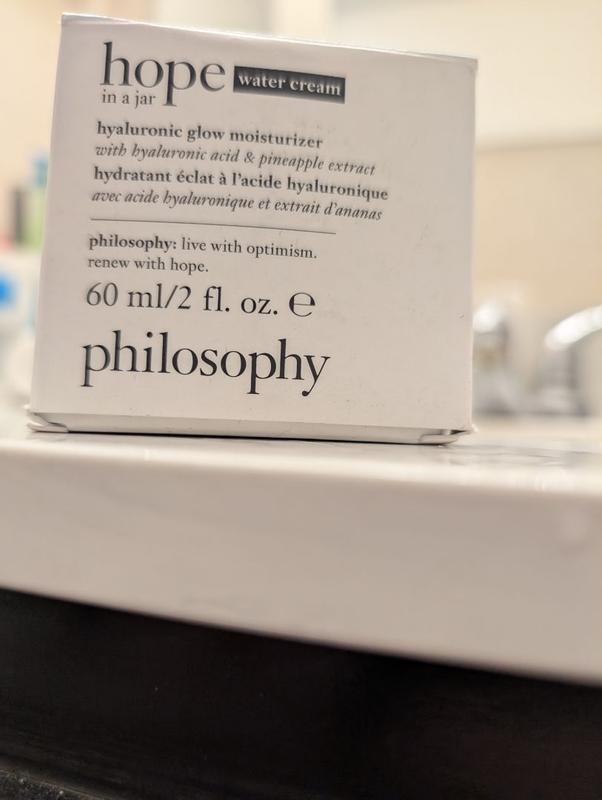 hope water cream
in a jar
hyaluronic glow moisturizer
with hyaluronic acid & pineapple extract
hydratant éclat à l'acide hyaluronique
avec acide hyaluronique et extrait d'ananas
philosophy: live with optimism.
renew with hope.
60 ml/2 fl. oz. ℮
philosophy